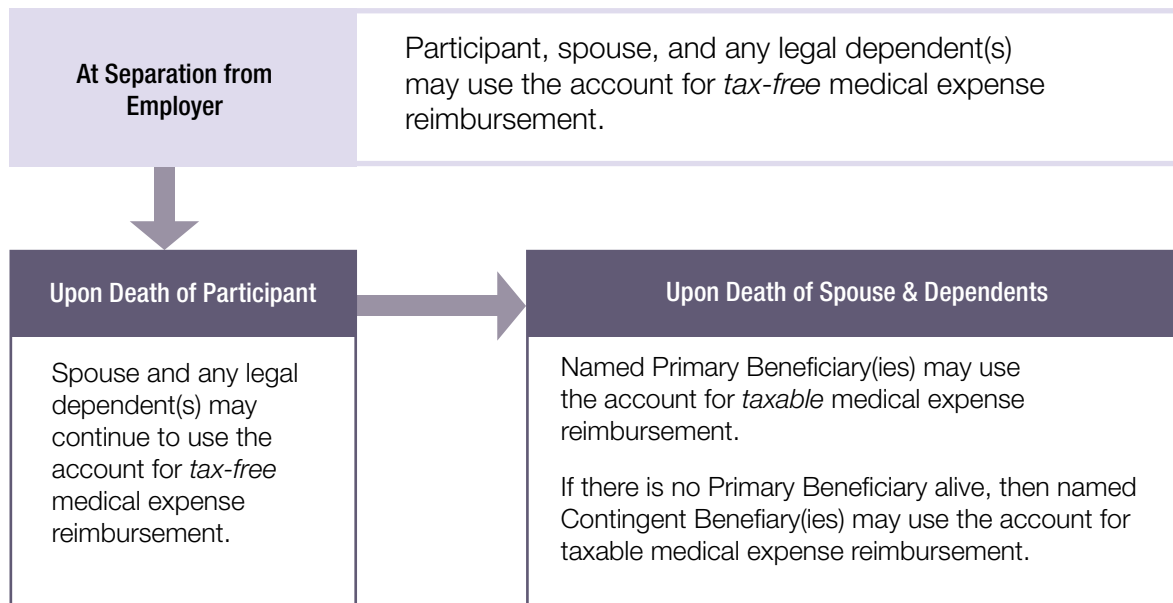 At Separation from
Employer
Participant, spouse, and any legal dependent(s)
may use the account for tax-free medical expense
reimbursement.
Upon Death of Participant
Spouse and any legal
dependent(s) may
continue to use the
account for tax-free
medical expense
reimbursement.
Upon Death of Spouse & Dependents
Named Primary Beneficiary(ies) may use
the account for taxable medical expense
reimbursement.
If there is no Primary Beneficiary alive, then named
Contingent Benefiary(ies) may use the account for
taxable medical expense reimbursement.